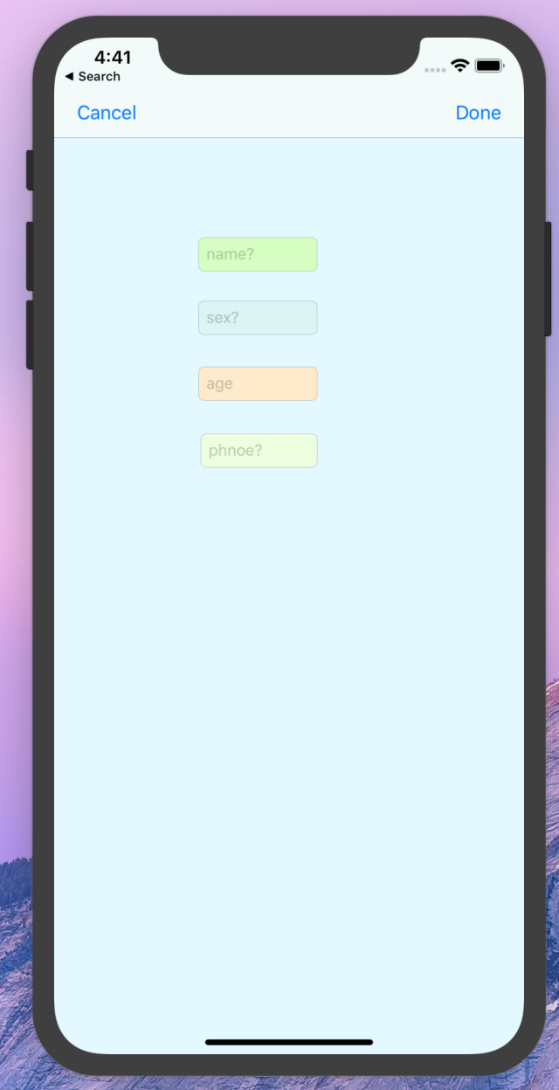 4:41
◀ Search
Cancel Done
name?
sex?
age
phnoe?